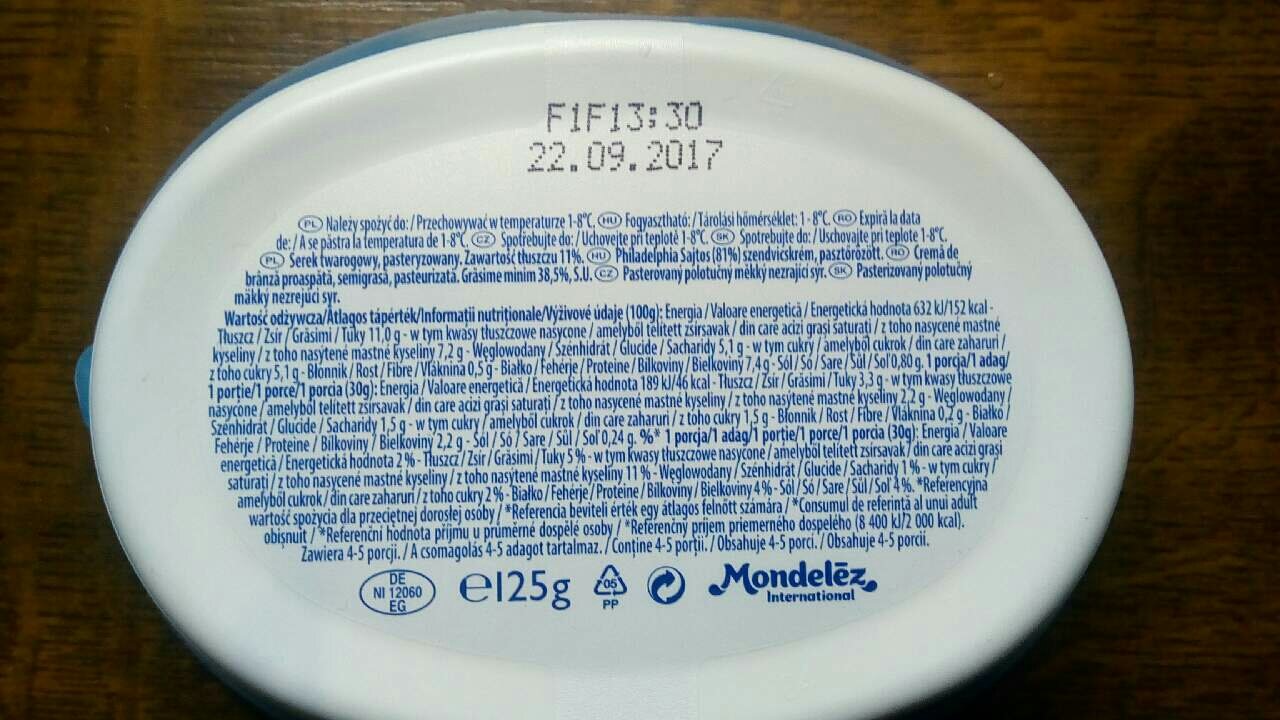 F1F13:30
22.09.2017
PL Należy spożyć do: / Przechowywać w temperaturze 1-8°C. HU Fogyasztható: / Tárolási hőmérséklet: 1 - 8°C. RO Expiră la data
de: / A se păstra la temperatura de 1-8°C. CZ Spotřebujte do: / Uchovejte při teplotě 1-8°C. SK Spotrebujte do: / Uschovajte pri teplote 1-8°C.
PL Serek twarogowy, pasteryzowany. Zawartość tłuszczu 11%. HU Philadelphia Sajtos (81%) szendvicskrém, pasztőrözött. RO Cremă de
brânză proaspătă, semigrasă, pasteurizată. Grăsime minim 38,5%, S.U. CZ Pasterovaný polotučný měkký nezrající sýr. SK Pasterizovaný polotučný
mäkký nezrejúci syr.
Wartość odżywcza/Átlagos tápérték/Informații nutriționale/Výživové údaje (100g): Energia / Valoare energetică / Energetická hodnota 632 kJ/152 kcal -
Tłuszcz / Zsír / Grăsimi / Tuky 11,0 g - w tym kwasy tłuszczowe nasycone / amelyből telített zsírsavak / din care acizi grași saturați / z toho nasycené mastné
kyseliny / z toho nasýtené mastné kyseliny 7,2 g - Węglowodany / Szénhidrát / Glucide / Sacharidy 5,1 g - w tym cukry / amelyből cukrok / din care zaharuri /
z toho cukry 5,1 g - Błonnik / Rost / Fibre / Vláknina 0,5 g - Białko / Fehérje / Proteine / Bílkoviny / Bielkoviny 7,4 g - Sól / Só / Sare / Sůl / Soľ 0,80 g. 1 porcja/1 adag/
1 porție/1 porce/1 porcia (30g): Energia / Valoare energetică / Energetická hodnota 189 kJ/46 kcal - Tłuszcz / Zsír / Grăsimi / Tuky 3,3 g - w tym kwasy tłuszczowe
nasycone / amelyből telített zsírsavak / din care acizi grași saturați / z toho nasycené mastné kyseliny / z toho nasýtené mastné kyseliny 2,2 g - Węglowodany /
Szénhidrát / Glucide / Sacharidy 1,5 g - w tym cukry / amelyből cukrok / din care zaharuri / z toho cukry 1,5 g - Błonnik / Rost / Fibre / Vláknina 0,2 g - Białko /
Fehérje / Proteine / Bílkoviny / Bielkoviny 2,2 g - Sól / Só / Sare / Sůl / Soľ 0,24 g. %* 1 porcja/1 adag/1 porție/1 porce/1 porcia (30g): Energia / Valoare
energetică / Energetická hodnota 2% - Tłuszcz / Zsír / Grăsimi / Tuky 5% - w tym kwasy tłuszczowe nasycone / amelyből telített zsírsavak / din care acizi grași
saturați / z toho nasycené mastné kyseliny / z toho nasýtené mastné kyseliny 11% - Węglowodany / Szénhidrát / Glucide / Sacharidy 1% - w tym cukry /
amelyből cukrok / din care zaharuri / z toho cukry 2% - Białko / Fehérje / Proteine / Bílkoviny / Bielkoviny 4% - Sól / Só / Sare / Sůl / Soľ 4%. *Referencyjna
wartość spożycia dla przeciętnej dorosłej osoby / *Referencia beviteli érték egy átlagos felnőtt számára / *Consumul de referință al unui adult
obișnuit / *Referenční hodnota příjmu u průměrné dospělé osoby / *Referenčný príjem priemerného dospelého (8 400 kJ/2 000 kcal).
Zawiera 4-5 porcji. / A csomagolás 4-5 adagot tartalmaz. / Conține 4-5 porții. / Obsahuje 4-5 porcí. / Obsahuje 4-5 porcií.
DE
NI 12060
EG
℮125g
05
PP
Mondelēz
International